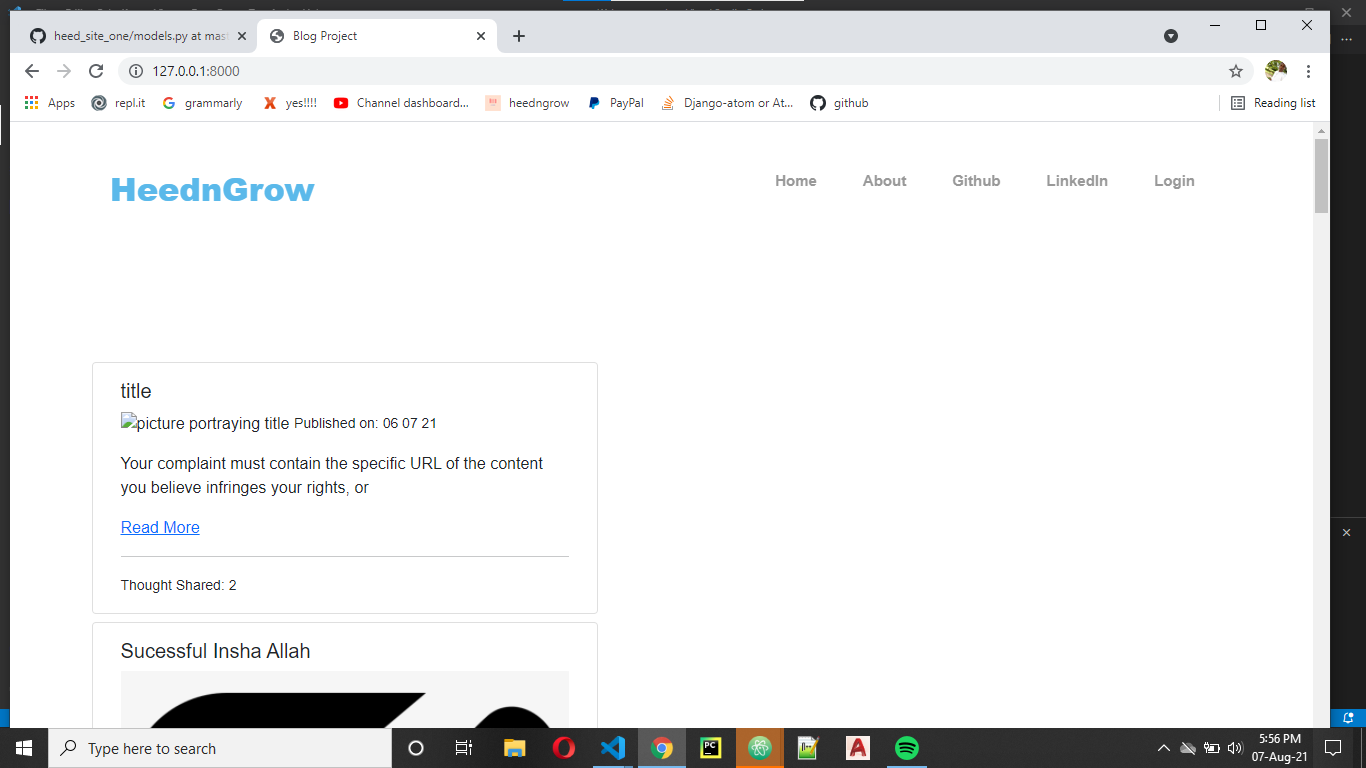 heed_site_one/models.py at mas
Blog Project
127.0.0.1:8000
Apps
repl.it
grammarly
yes!!!!
Channel dashboard...
heedngrow
PayPal
Django-atom or At...
github
Reading list
HeednGrow
Home
About
Github
LinkedIn
Login
title
picture portraying title Published on: 06 07 21
Your complaint must contain the specific URL of the content
you believe infringes your rights, or
Read More
Thought Shared: 2
Sucessful Insha Allah
Type here to search
5:56 PM
07-Aug-21